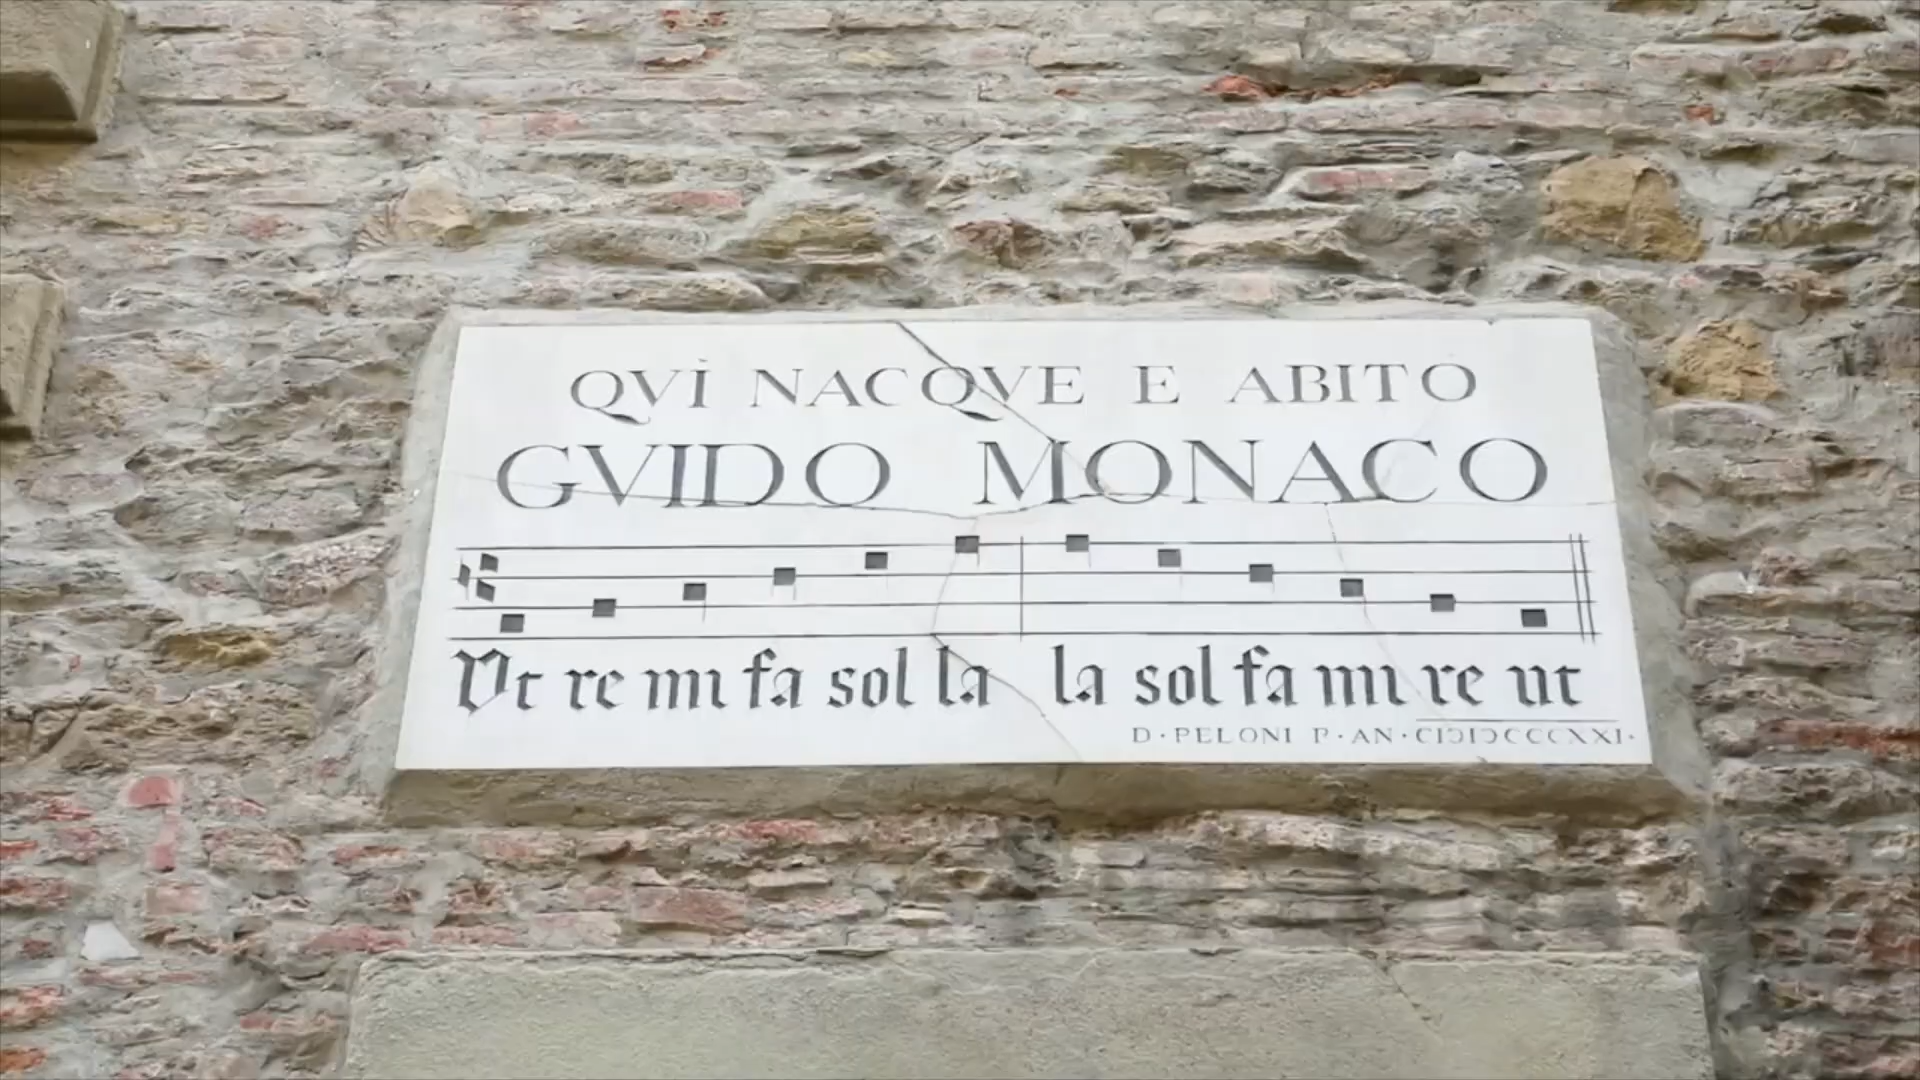 QVI NACQVE E ABITO
GVIDO MONACO
Vt re mi fa sol la la sol fa mi re ut
D·PELONI P·AN·CIƆIƆCCCXXI·